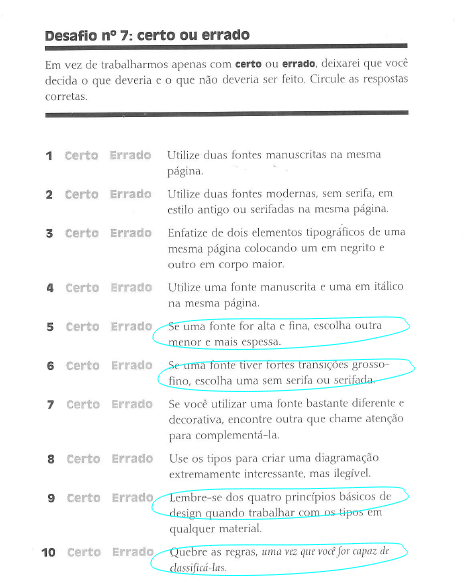 Desafio nº 7: certo ou errado
Em vez de trabalharmos apenas com certo ou errado, deixarei que você
decida o que deveria e o que não deveria ser feito. Circule as respostas
corretas.
1 Certo Errado Utilize duas fontes manuscritas na mesma
página.
2 Certo Errado Utilize duas fontes modernas, sem serifa, em
estilo antigo ou serifadas na mesma página.
3 Certo Errado Enfatize de dois elementos tipográficos de uma
mesma página colocando um em negrito e
outro em corpo maior.
4 Certo Errado Utilize uma fonte manuscrita e uma em itálico
na mesma página.
5 Certo Errado Se uma fonte for alta e fina, escolha outra
menor e mais espessa.
6 Certo Errado Se uma fonte tiver fortes transições grosso-
fino, escolha uma sem serifa ou serifada.
7 Certo Errado Se você utilizar uma fonte bastante diferente e
decorativa, encontre outra que chame atenção
para complementá-la.
8 Certo Errado Use os tipos para criar uma diagramação
extremamente interessante, mas ilegível.
9 Certo Errado Lembre-se dos quatro princípios básicos de
design quando trabalhar com os tipos em
qualquer material.
10 Certo Errado Quebre as regras, uma vez que você for capaz de
classificá-las.